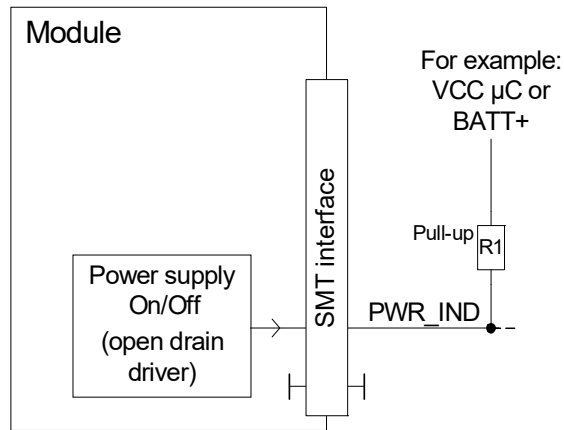 Module
For example:
VCC µC or
BATT+
SMT interface
Pull-up
R1
Power supply
On/Off
(open drain
driver)
PWR_IND